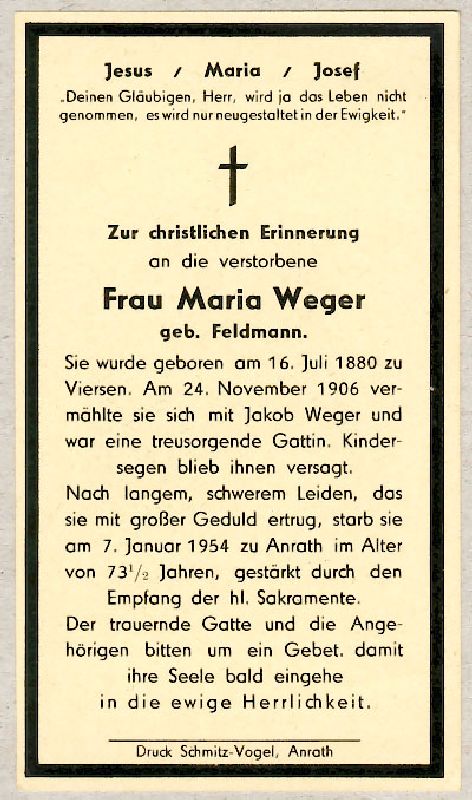 Jesus / Maria / Josef
„Deinen Gläubigen, Herr, wird ja das Leben nicht
genommen, es wird nur neugestaltet in der Ewigkeit."
Zur christlichen Erinnerung
an die verstorbene
Frau Maria Weger
geb. Feldmann.
Sie wurde geboren am 16. Juli 1880 zu
Viersen. Am 24. November 1906 ver-
mählte sie sich mit Jakob Weger und
war eine treusorgende Gattin. Kinder-
segen blieb ihnen versagt.
Nach langem, schwerem Leiden, das
sie mit großer Geduld ertrug, starb sie
am 7. Januar 1954 zu Anrath im Alter
von 73½ Jahren, gestärkt durch den
Empfang der hl. Sakramente.
Der trauernde Gatte und die Ange-
hörigen bitten um ein Gebet. damit
ihre Seele bald eingehe
in die ewige Herrlichkeit.
Druck Schmitz-Vogel, Anrath